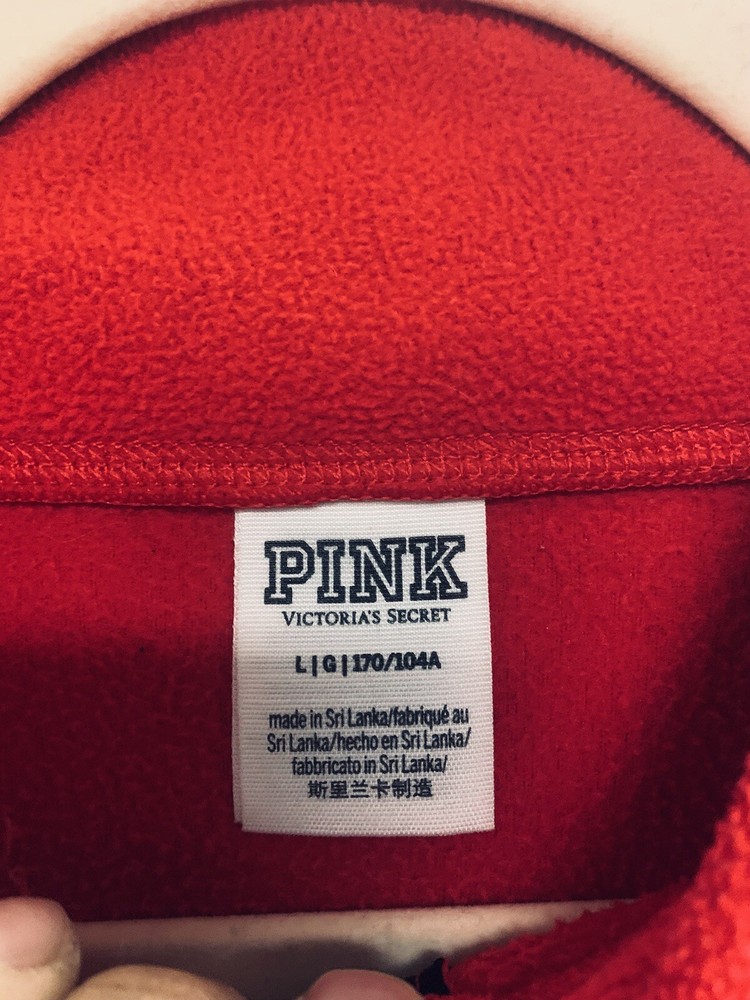 PINK
VICTORIA'S SECRET
L | G | 170/104A
made in Sri Lanka/fabriqué au
Sri Lanka/hecho en Sri Lanka/
fabbricato in Sri Lanka/
斯里兰卡制造